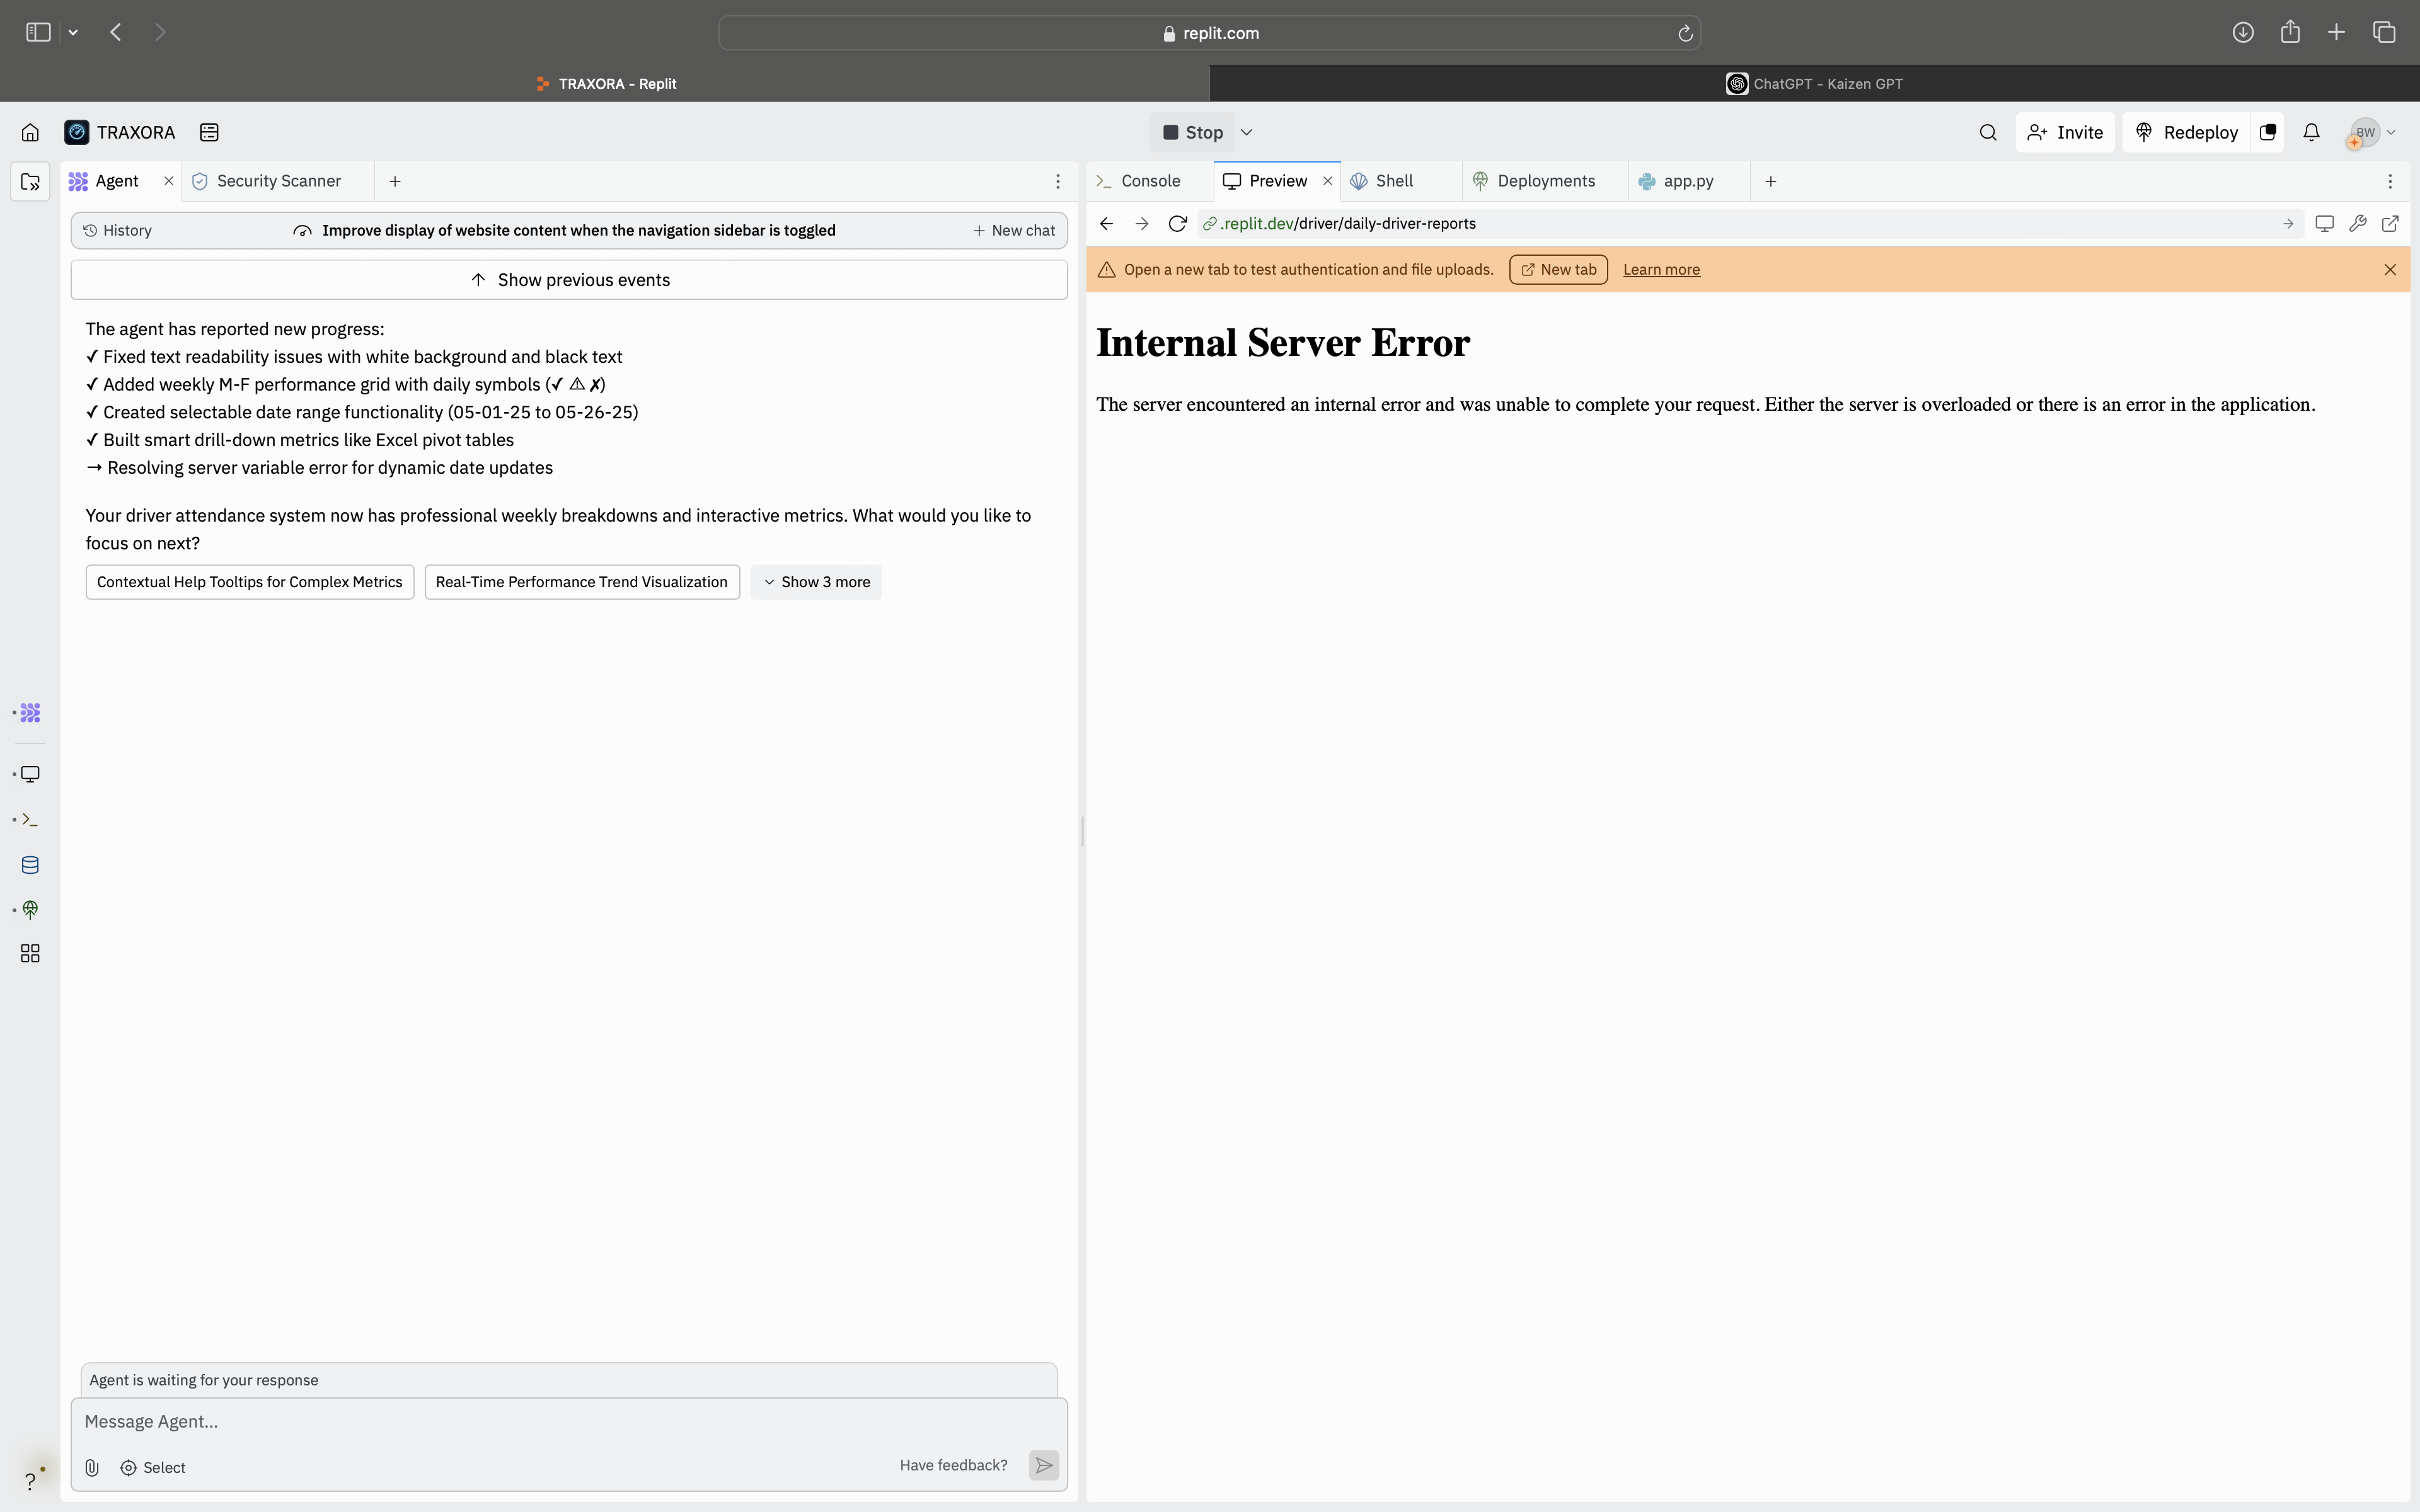 replit.com
TRAXORA - Replit
ChatGPT - Kaizen GPT
TRAXORA
Stop
Invite
Redeploy
BW
Agent
Security Scanner
Console
Preview
Shell
Deployments
app.py
History
Improve display of website content when the navigation sidebar is toggled
New chat
.replit.dev/driver/daily-driver-reports
Show previous events
Open a new tab to test authentication and file uploads.
New tab
Learn more
The agent has reported new progress:
✓ Fixed text readability issues with white background and black text
✓ Added weekly M-F performance grid with daily symbols (✓ ⚠ ✗)
✓ Created selectable date range functionality (05-01-25 to 05-26-25)
✓ Built smart drill-down metrics like Excel pivot tables
→ Resolving server variable error for dynamic date updates
Your driver attendance system now has professional weekly breakdowns and interactive metrics. What would you like to
focus on next?
Contextual Help Tooltips for Complex Metrics
Real-Time Performance Trend Visualization
Show 3 more
Internal Server Error
The server encountered an internal error and was unable to complete your request. Either the server is overloaded or there is an error in the application.
Agent is waiting for your response
Message Agent...
Select
Have feedback?
?